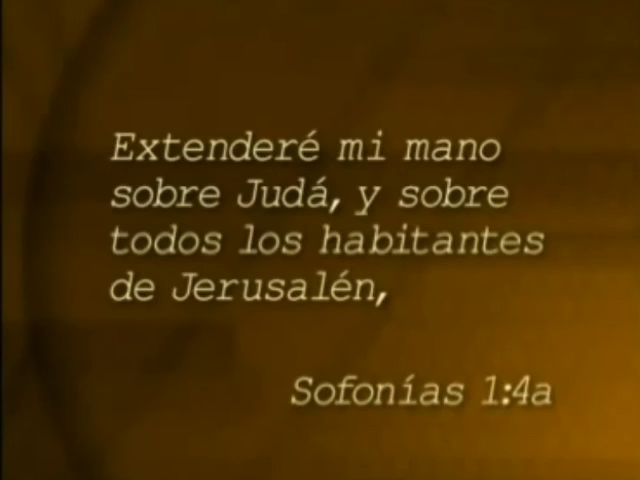 Extenderé mi mano
sobre Judá, y sobre
todos los habitantes
de Jerusalén,
Sofonías 1:4a